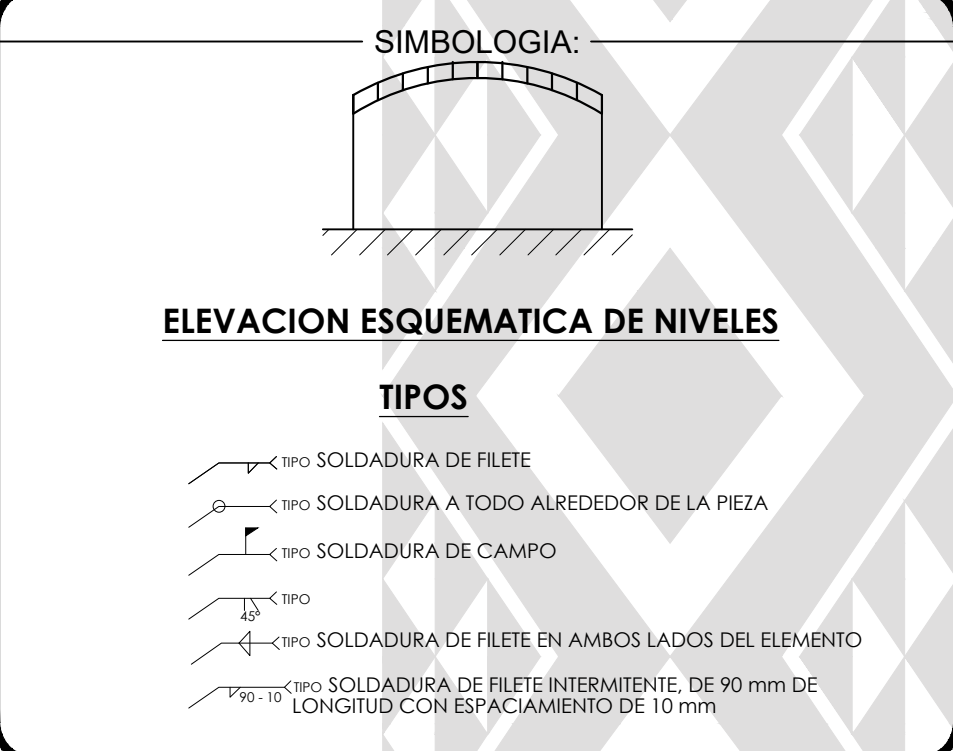 SIMBOLOGIA:
ELEVACION ESQUEMATICA DE NIVELES
TIPOS
TIPO SOLDADURA DE FILETE
TIPO SOLDADURA A TODO ALREDEDOR DE LA PIEZA
TIPO SOLDADURA DE CAMPO
TIPO
45°
TIPO SOLDADURA DE FILETE EN AMBOS LADOS DEL ELEMENTO
90 - 10 TIPO SOLDADURA DE FILETE INTERMITENTE, DE 90 mm DE
LONGITUD CON ESPACIAMIENTO DE 10 mm